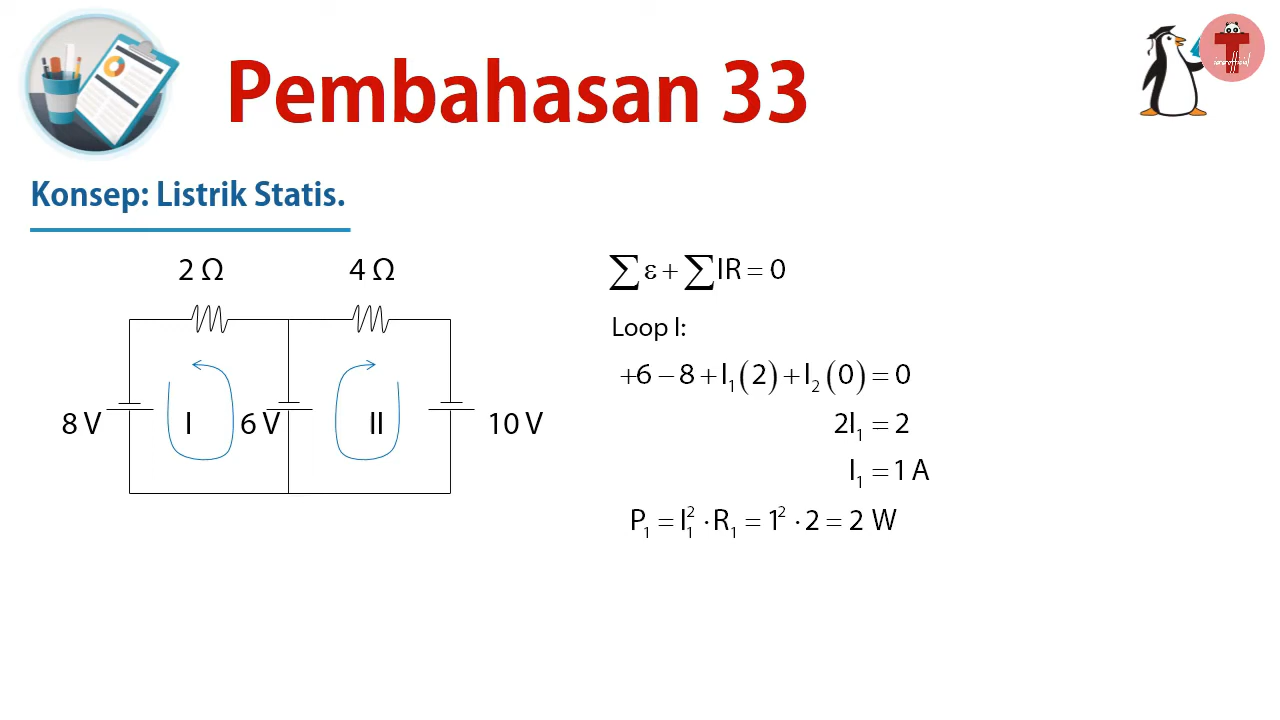 Pembahasan 33
T
Konsep: Listrik Statis.
2 Ω
4 Ω
8 V
I
6 V
II
10 V
∑ ε + ∑ IR = 0
Loop I:
+6 − 8 + I₁(2) + I₂(0) = 0
2I₁ = 2
I₁ = 1 A
P₁ = I₁² · R₁ = 1² · 2 = 2 W